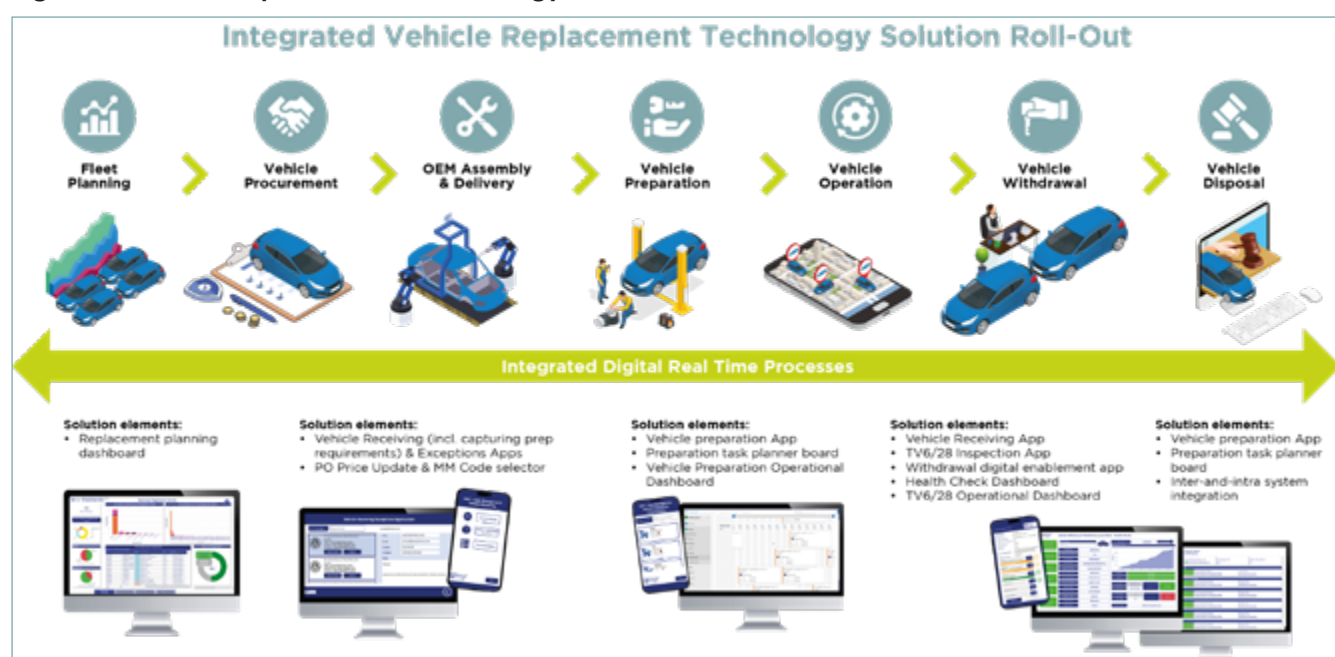 Integrated Vehicle Replacement Technology Solution Roll-Out
Fleet
Planning
Vehicle
Procurement
OEM Assembly
& Delivery
Vehicle
Preparation
Vehicle
Operation
Vehicle
Withdrawal
Vehicle
Disposal
Integrated Digital Real Time Processes
Solution elements:
• Replacement planning
dashboard
Solution elements:
• Vehicle Receiving (incl. capturing prep
requirements) & Exceptions Apps
• PO Price Update & MM Code selector
Solution elements:
• Vehicle preparation App
• Preparation task planner board
• Vehicle Preparation Operational
Dashboard
Solution elements:
• Vehicle Receiving App
• TV6/28 Inspection App
• Withdrawal digital enablement app
• Health Check Dashboard
• TV6/28 Operational Dashboard
Solution elements:
• Vehicle preparation App
• Preparation task planner
board
• Inter-and-intra system
integration